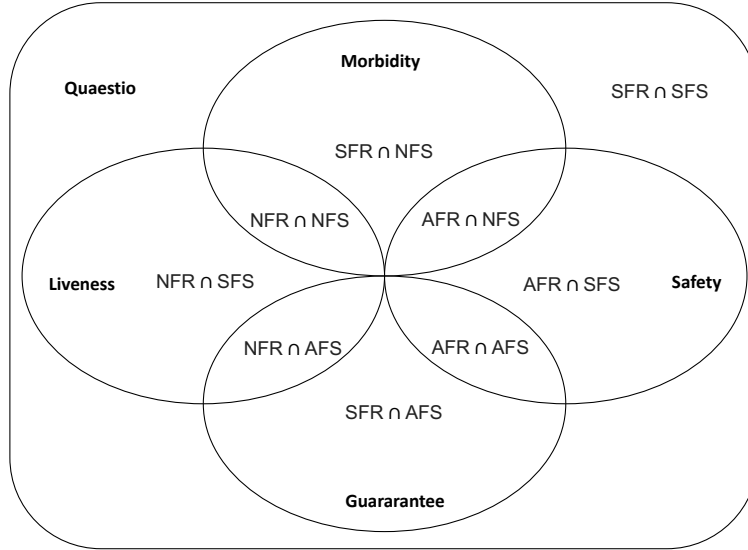 Morbidity
Quaestio
SFR ∩ SFS
SFR ∩ NFS
NFR ∩ NFS
AFR ∩ NFS
Liveness
NFR ∩ SFS
AFR ∩ SFS
Safety
NFR ∩ AFS
AFR ∩ AFS
SFR ∩ AFS
Guararantee